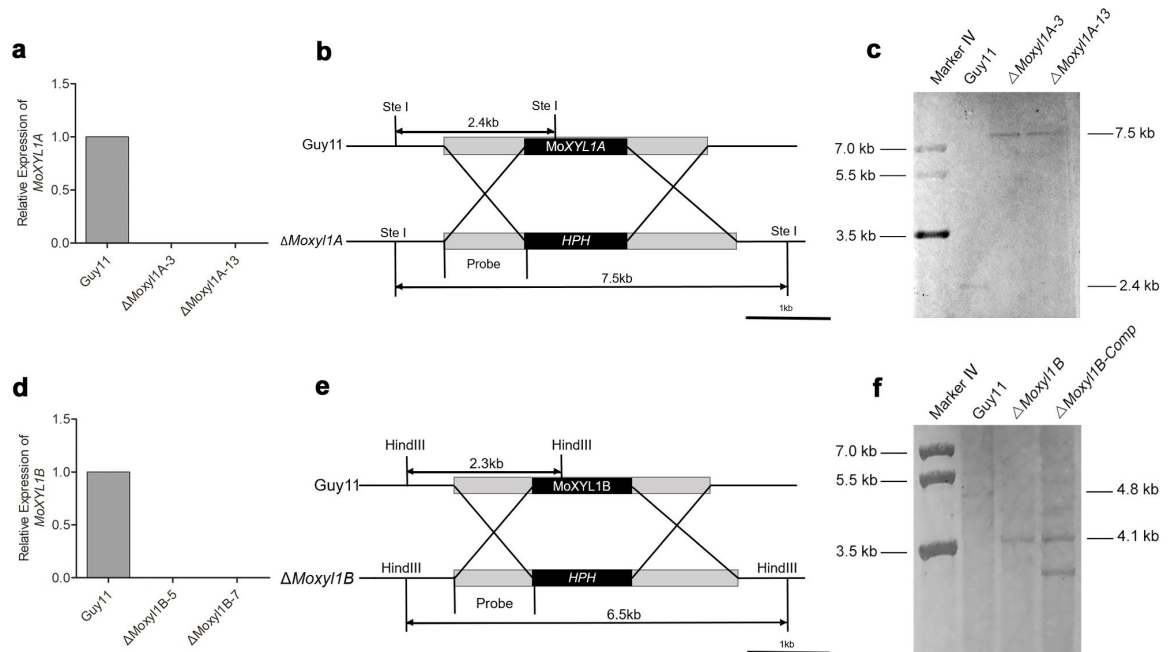 a
Relative Expression of
MoXYL1A
1.5
1.0
0.5
0.0
Guy11
ΔMoxyl1A-3
ΔMoxyl1A-13
b
Ste I
Ste I
2.4kb
Guy11
MoXYL1A
ΔMoxyl1A
Ste I
HPH
Ste I
Probe
7.5kb
1kb
c
Marker IV
Guy11
△Moxyl1A-3
△Moxyl1A-13
7.0 kb
5.5 kb
3.5 kb
7.5 kb
2.4 kb
d
Relative Expression of
MoXYL1B
1.5
1.0
0.5
0.0
Guy11
ΔMoxyl1B-5
ΔMoxyl1B-7
e
HindIII
HindIII
2.3kb
Guy11
MoXYL1B
ΔMoxyl1B
HindIII
HPH
HindIII
Probe
6.5kb
1kb
f
Marker IV
Guy11
△Moxyl1B
△Moxyl1B-Comp
7.0 kb
5.5 kb
3.5 kb
4.8 kb
4.1 kb